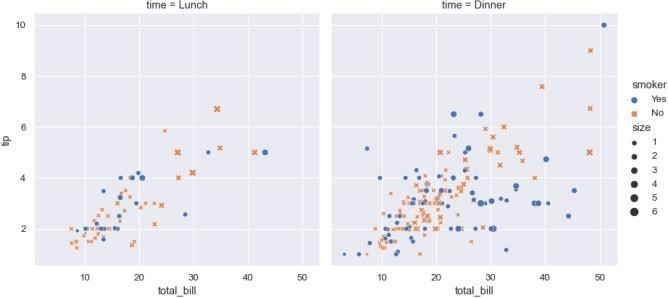 time = Lunch
time = Dinner
10
8
6
4
2
tip
10
20
30
40
50
total_bill
10
20
30
40
50
total_bill
smoker
Yes
No
size
1
2
3
4
5
6